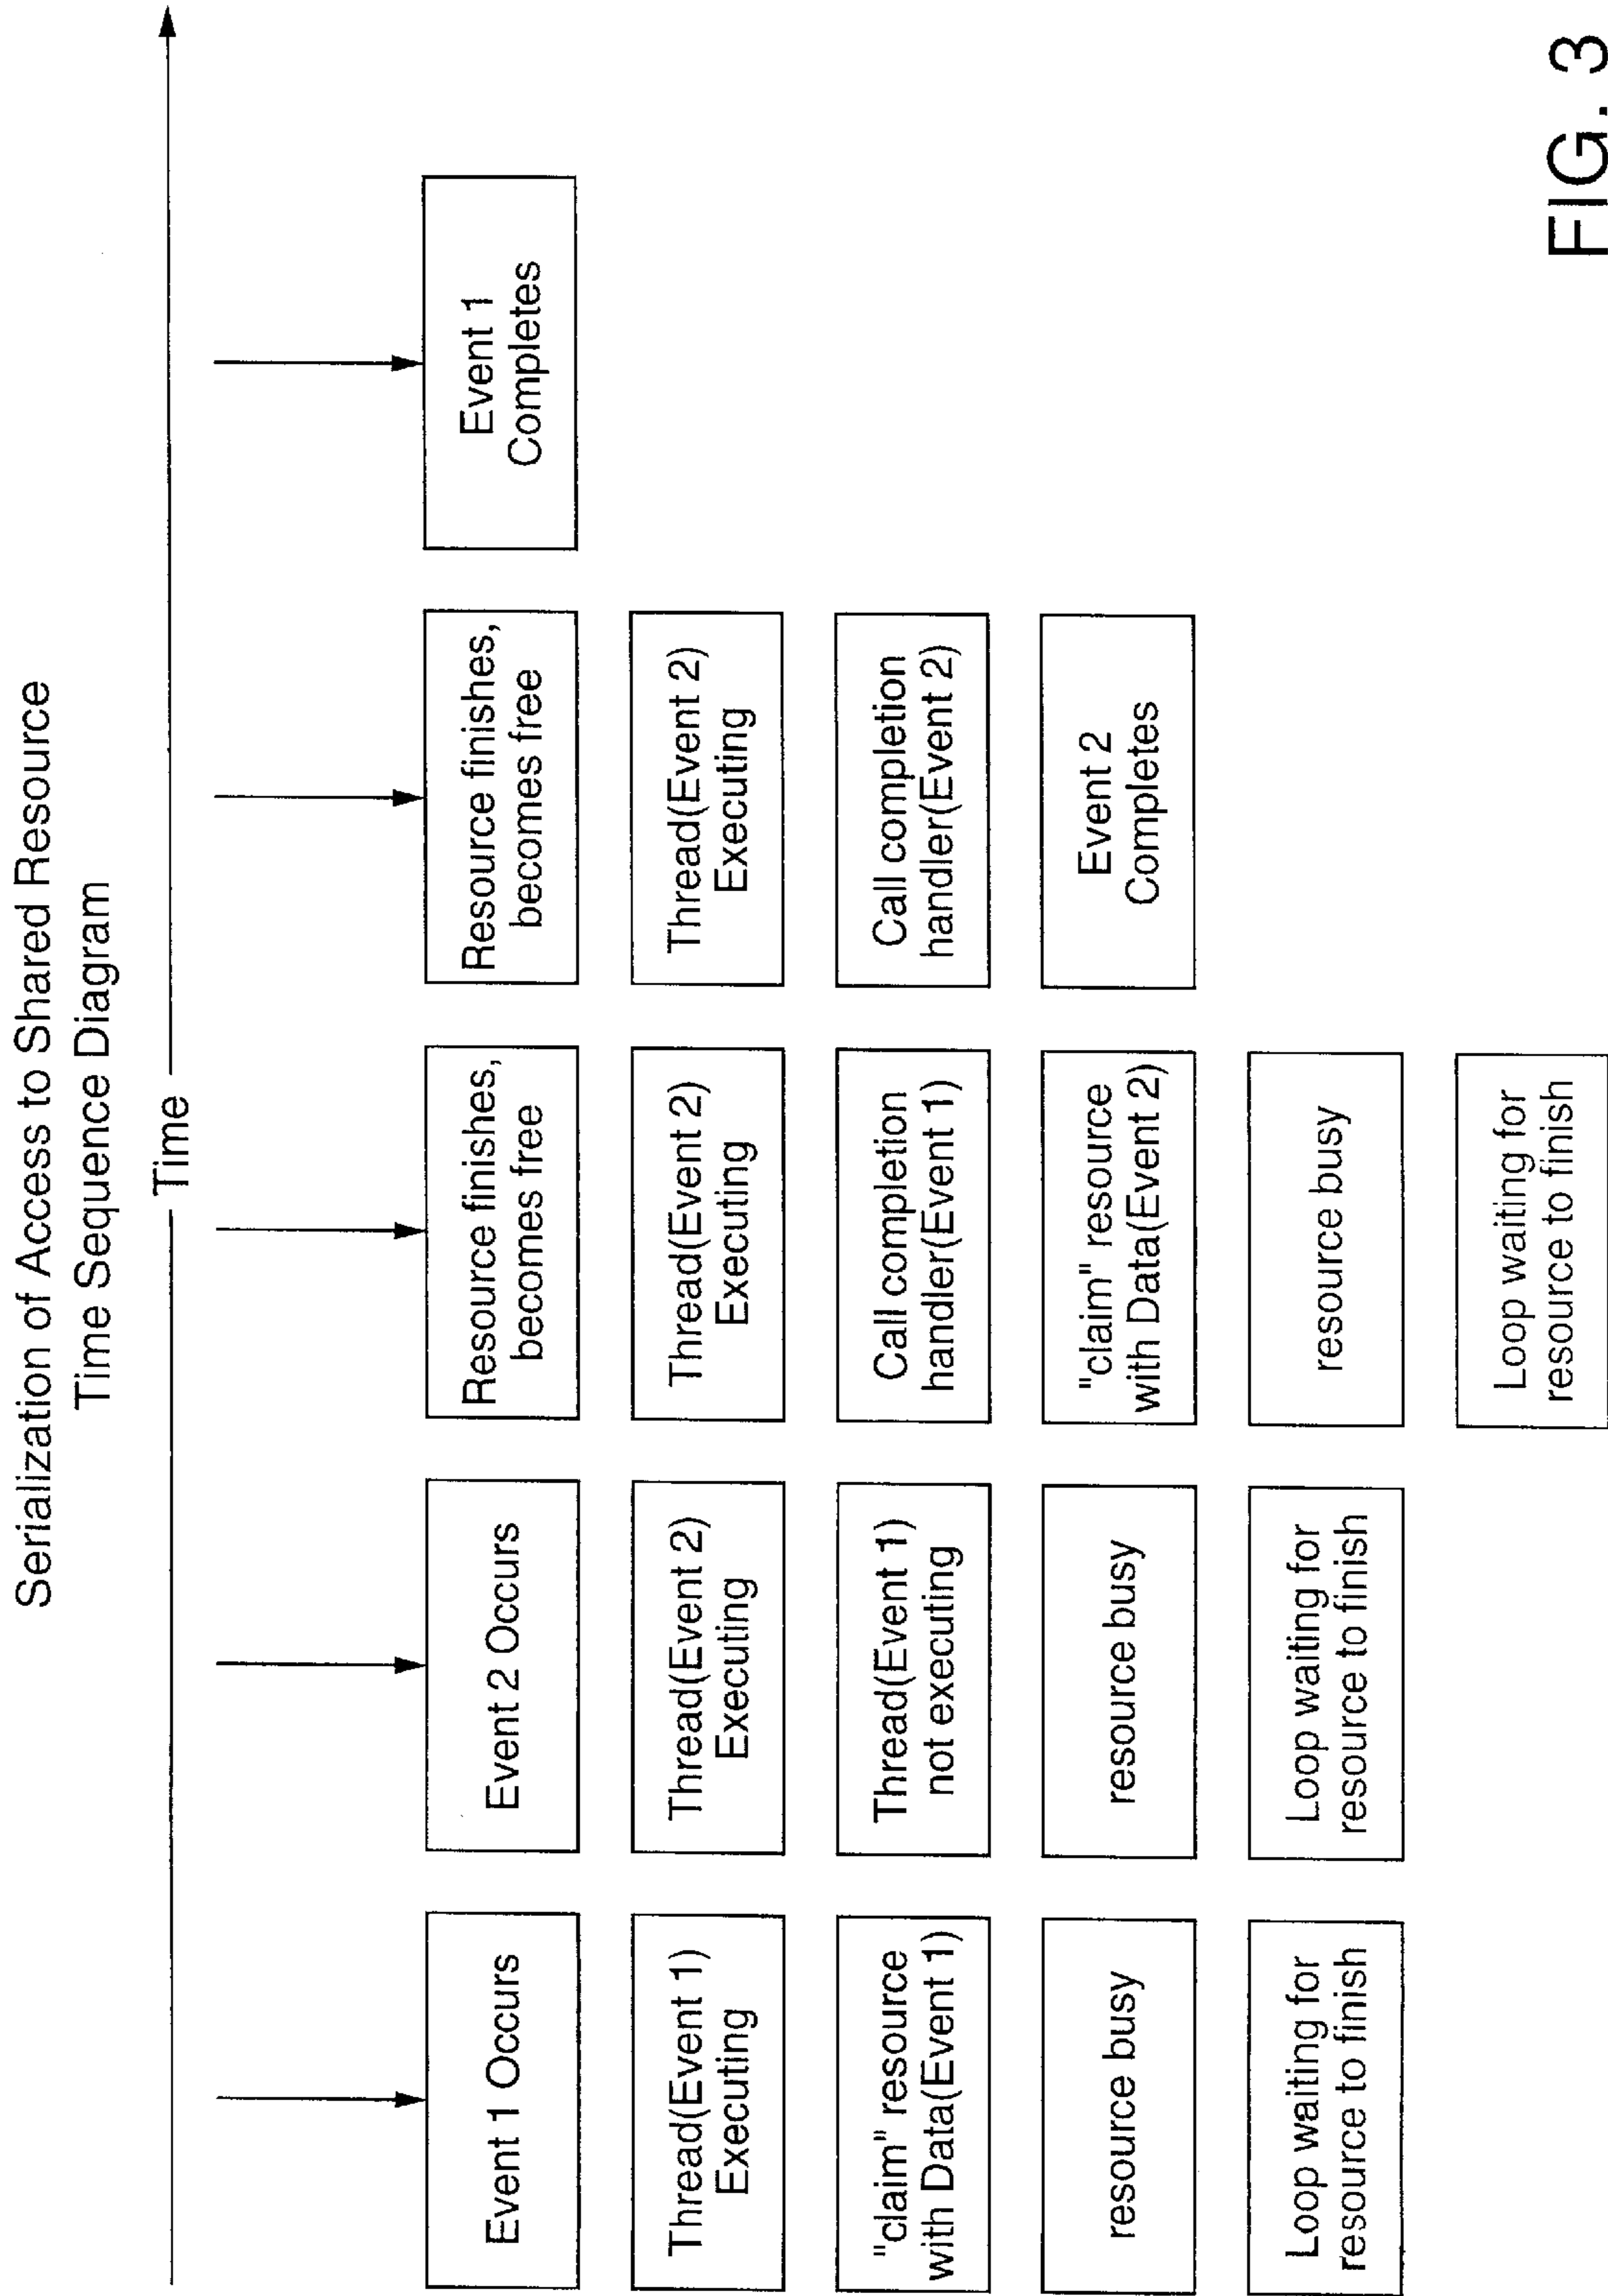 Serialization of Access to Shared Resource
Time Sequence Diagram
Time
Event 1 Occurs
Thread(Event 1)
Executing
"claim" resource
with Data(Event 1)
resource busy
Loop waiting for
resource to finish
Event 2 Occurs
Thread(Event 2)
Executing
Thread(Event 1)
not executing
resource busy
Loop waiting for
resource to finish
Resource finishes,
becomes free
Thread(Event 2)
Executing
Call completion
handler(Event 1)
"claim" resource
with Data(Event 2)
resource busy
Loop waiting for
resource to finish
Resource finishes,
becomes free
Thread(Event 2)
Executing
Call completion
handler(Event 2)
Event 2
Completes
Event 1
Completes
FIG. 3